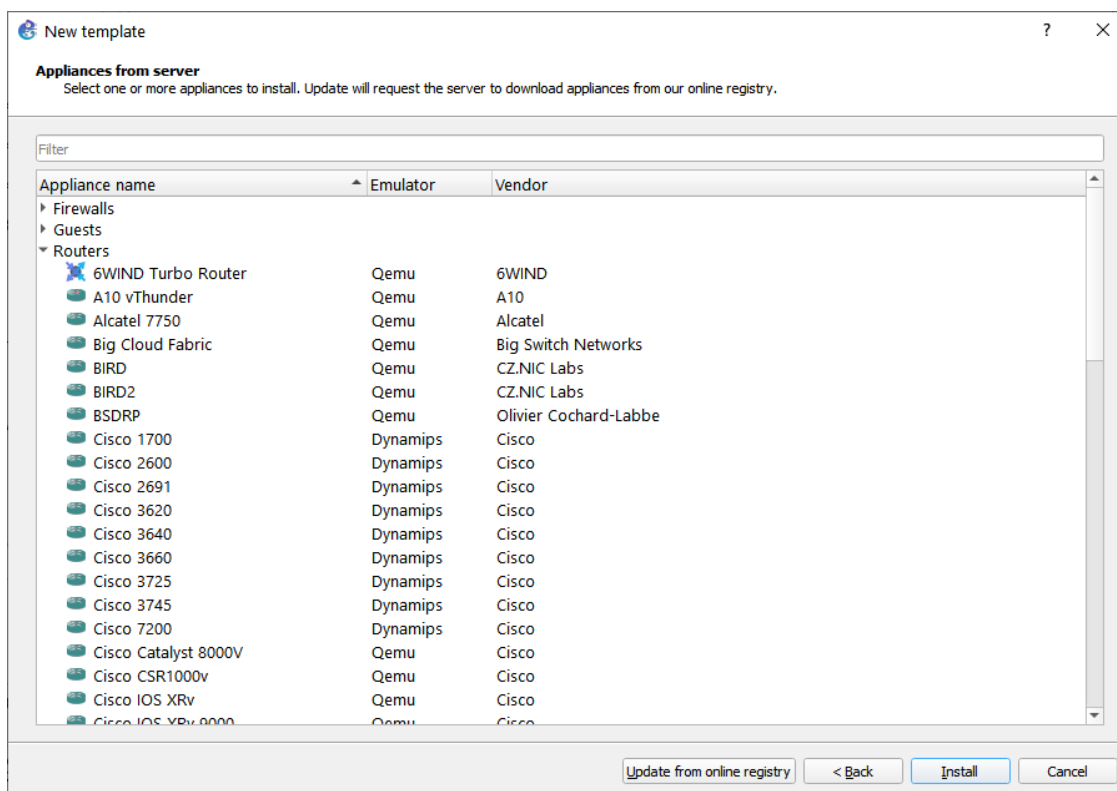 New template ?
Appliances from server
Select one or more appliances to install. Update will request the server to download appliances from our online registry.
Filter
Appliance name Emulator Vendor
Firewalls
Guests
Routers
6WIND Turbo Router Qemu 6WIND
A10 vThunder Qemu A10
Alcatel 7750 Qemu Alcatel
Big Cloud Fabric Qemu Big Switch Networks
BIRD Qemu CZ.NIC Labs
BIRD2 Qemu CZ.NIC Labs
BSDRP Qemu Olivier Cochard-Labbe
Cisco 1700 Dynamips Cisco
Cisco 2600 Dynamips Cisco
Cisco 2691 Dynamips Cisco
Cisco 3620 Dynamips Cisco
Cisco 3640 Dynamips Cisco
Cisco 3660 Dynamips Cisco
Cisco 3725 Dynamips Cisco
Cisco 3745 Dynamips Cisco
Cisco 7200 Dynamips Cisco
Cisco Catalyst 8000V Qemu Cisco
Cisco CSR1000v Qemu Cisco
Cisco IOS XRv Qemu Cisco
Cisco IOS XRv 9000 Qemu Cisco
Update from online registry < Back Install Cancel